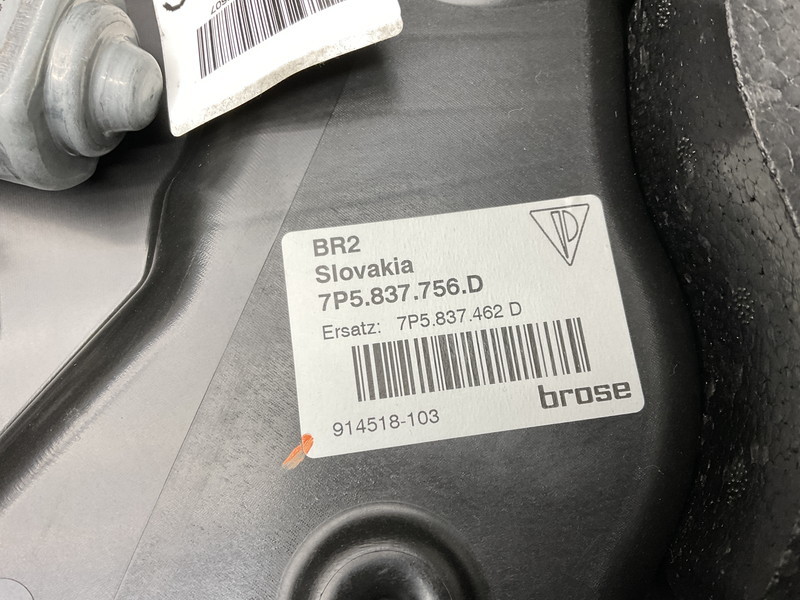 BR2
Slovakia
7P5.837.756.D
Ersatz: 7P5.837.462 D
brose
914518-103